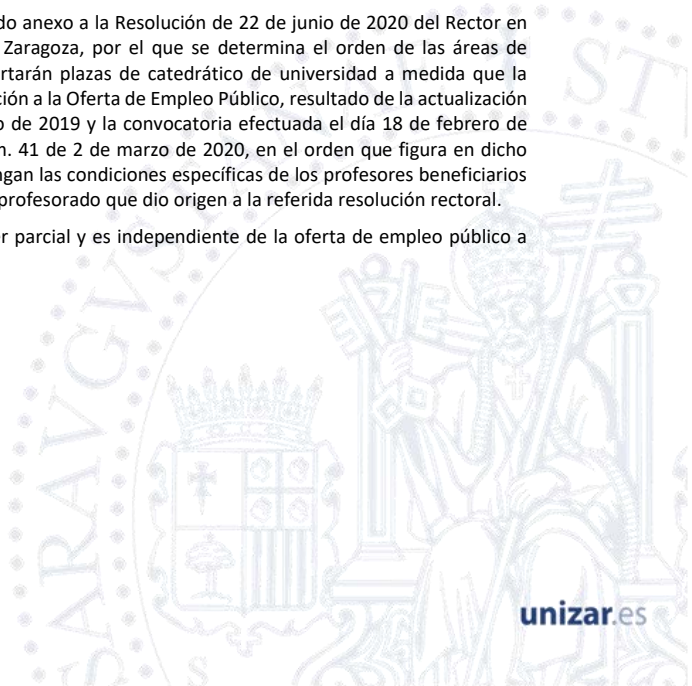 do anexo a la Resolución de 22 de junio de 2020 del Rector en
Zaragoza, por el que se determina el orden de las áreas de
rtarán plazas de catedrático de universidad a medida que la
ción a la Oferta de Empleo Público, resultado de la actualización
o de 2019 y la convocatoria efectuada el día 18 de febrero de
m. 41 de 2 de marzo de 2020, en el orden que figura en dicho
ngan las condiciones específicas de los profesores beneficiarios
profesorado que dio origen a la referida resolución rectoral.
er parcial y es independiente de la oferta de empleo público a
unizar.es